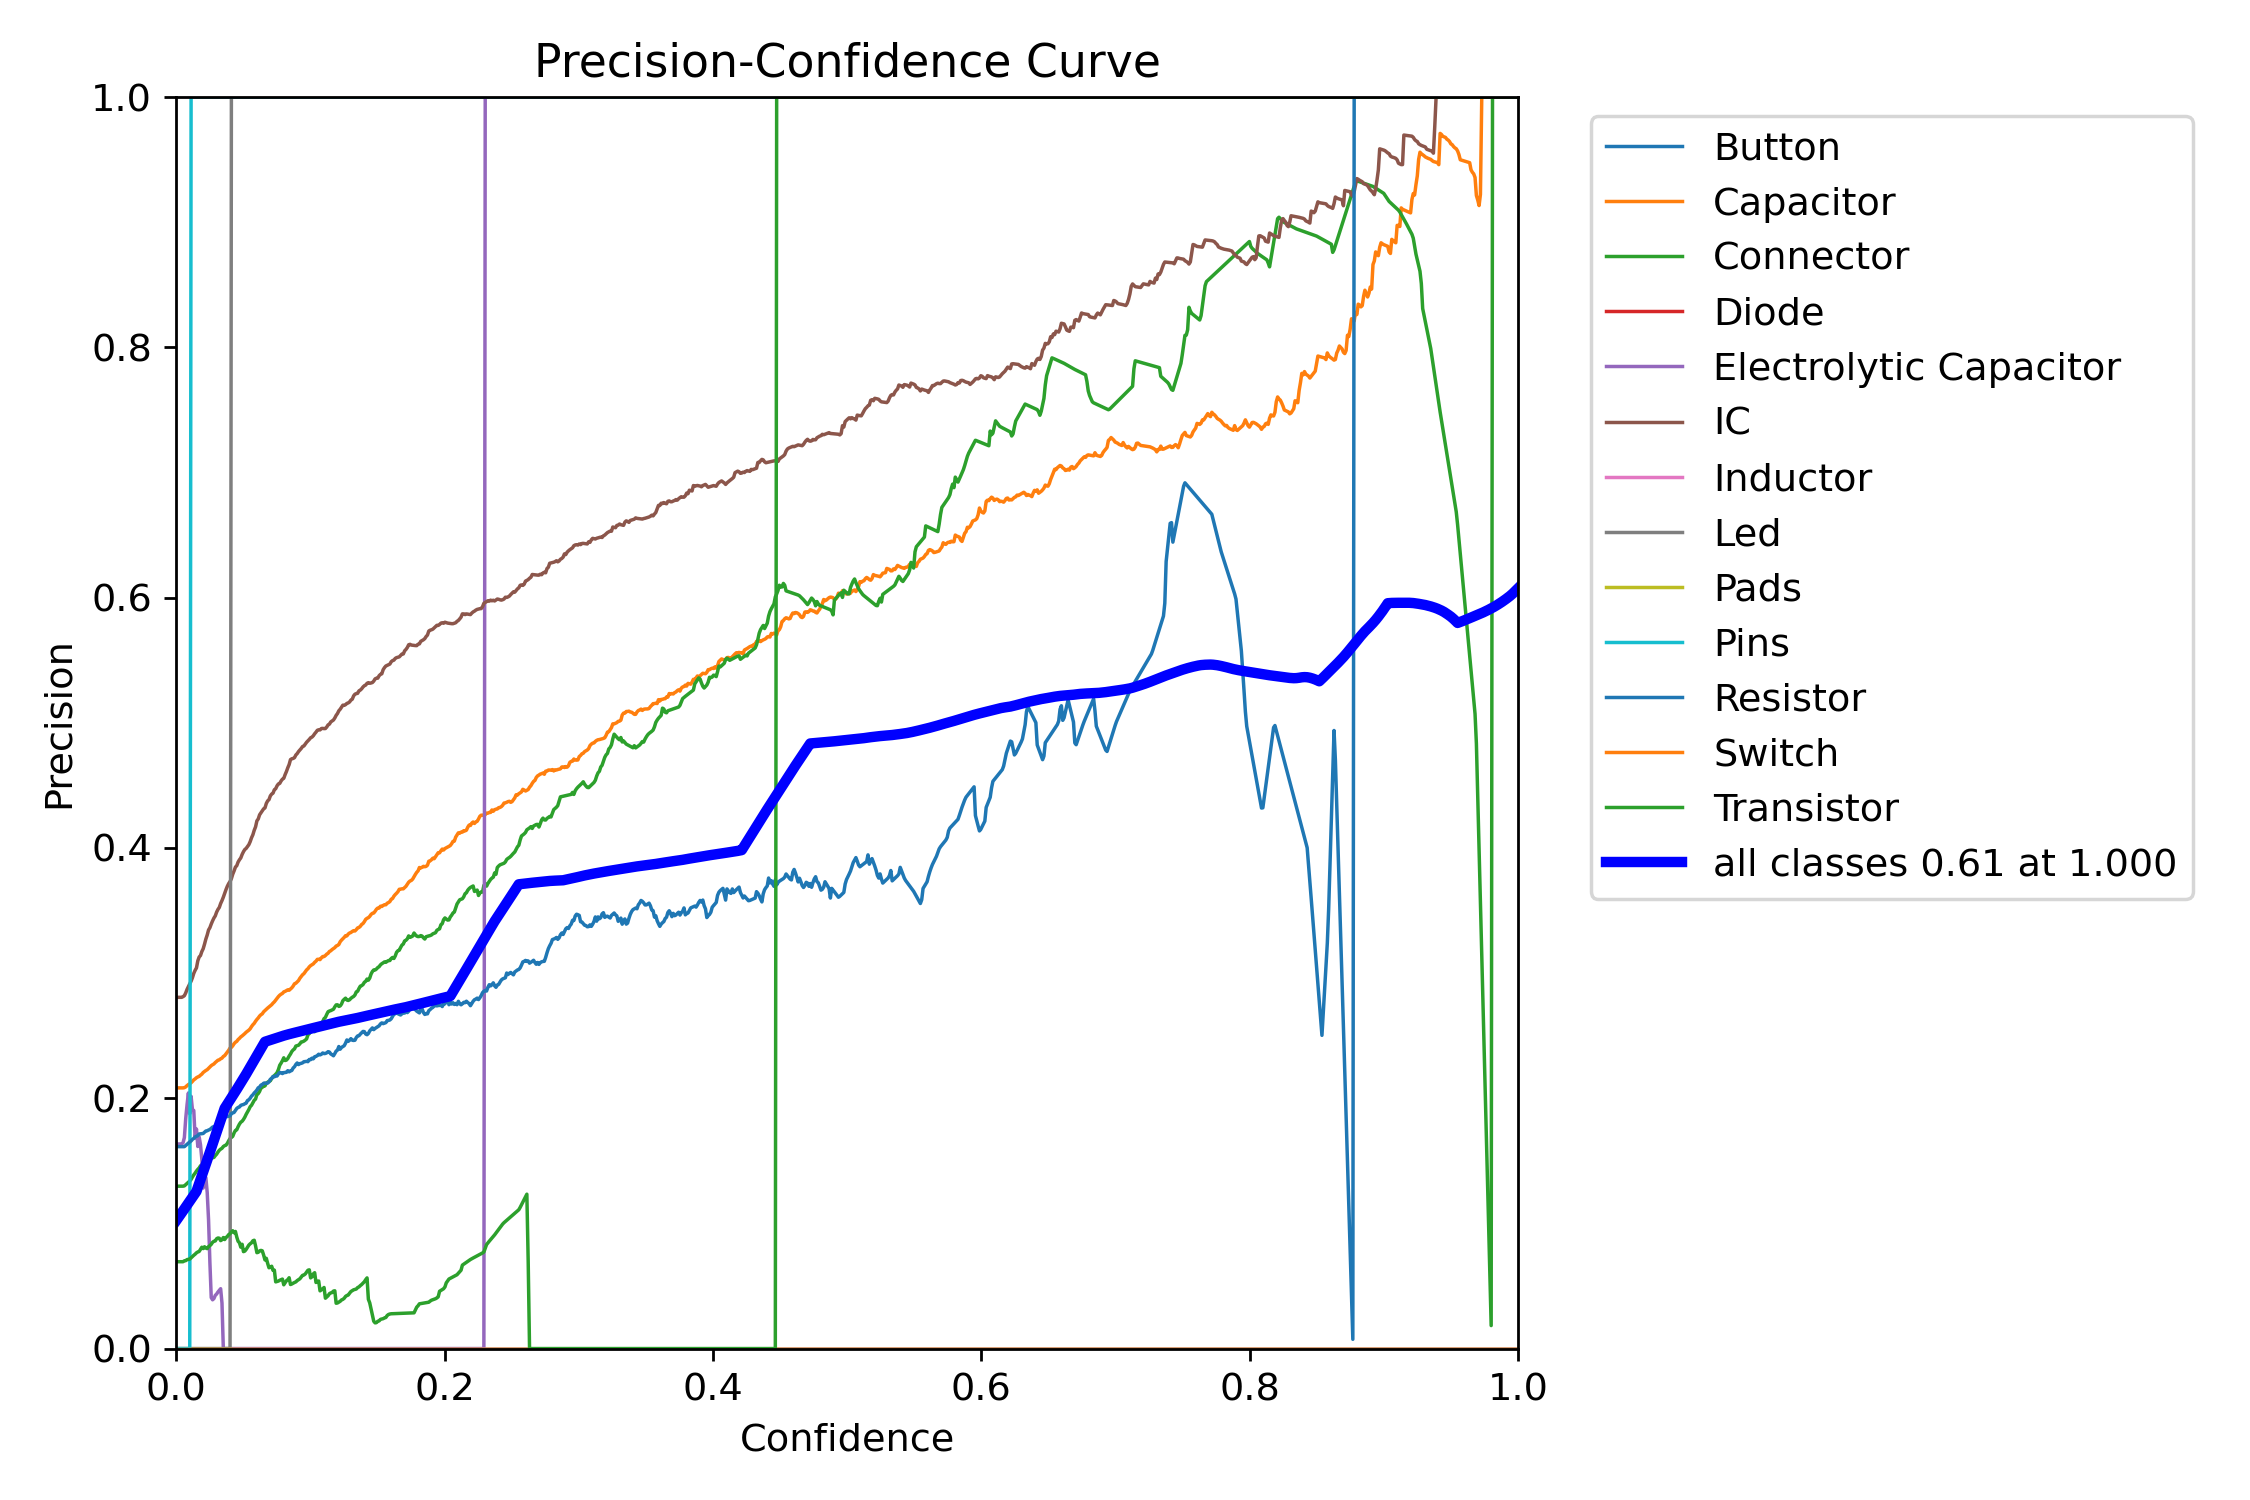 Precision-Confidence Curve
1.0
0.8
0.6
0.4
0.2
0.0
Precision
0.0 0.2 0.4 0.6 0.8 1.0
Confidence
Button
Capacitor
Connector
Diode
Electrolytic Capacitor
IC
Inductor
Led
Pads
Pins
Resistor
Switch
Transistor
all classes 0.61 at 1.000